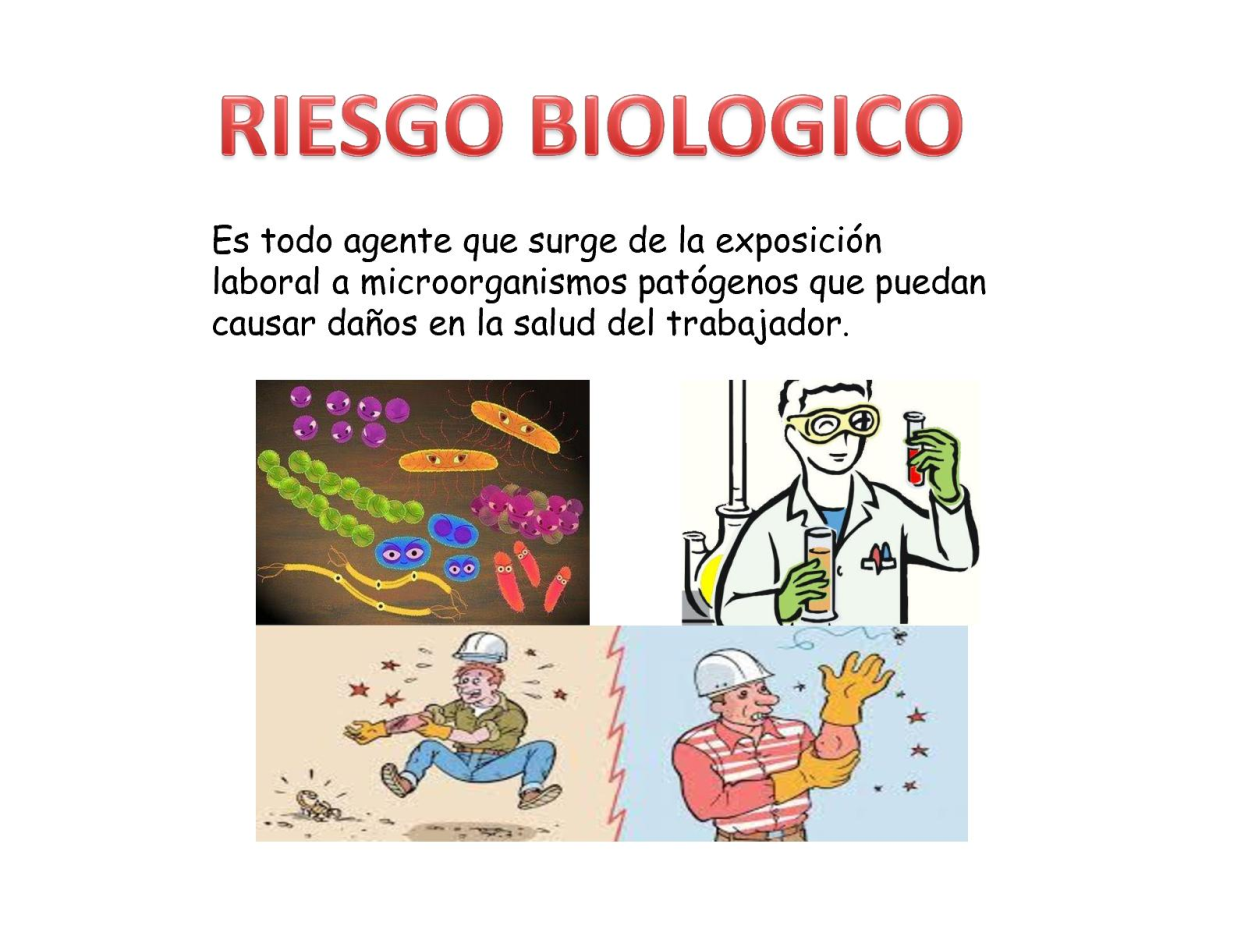 RIESGO BIOLOGICO
Es todo agente que surge de la exposición
laboral a microorganismos patógenos que puedan
causar daños en la salud del trabajador.